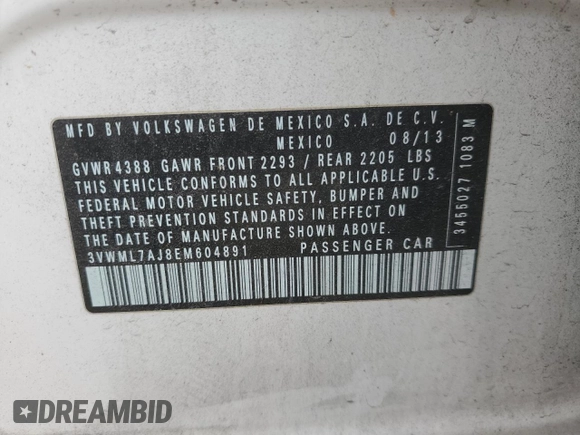 MFD BY VOLKSWAGEN DE MEXICO S.A. DE C.V.
MEXICO 08/13
GVWR 4388 GAWR FRONT 2293 / REAR 2205 LBS
THIS VEHICLE CONFORMS TO ALL APPLICABLE U.S.
FEDERAL MOTOR VEHICLE SAFETY, BUMPER AND
THEFT PREVENTION STANDARDS IN EFFECT ON
THE DATE OF MANUFACTURE SHOWN ABOVE.
3VWML7AJ8EM604891 PASSENGER CAR
34550271083 M
DREAMBID